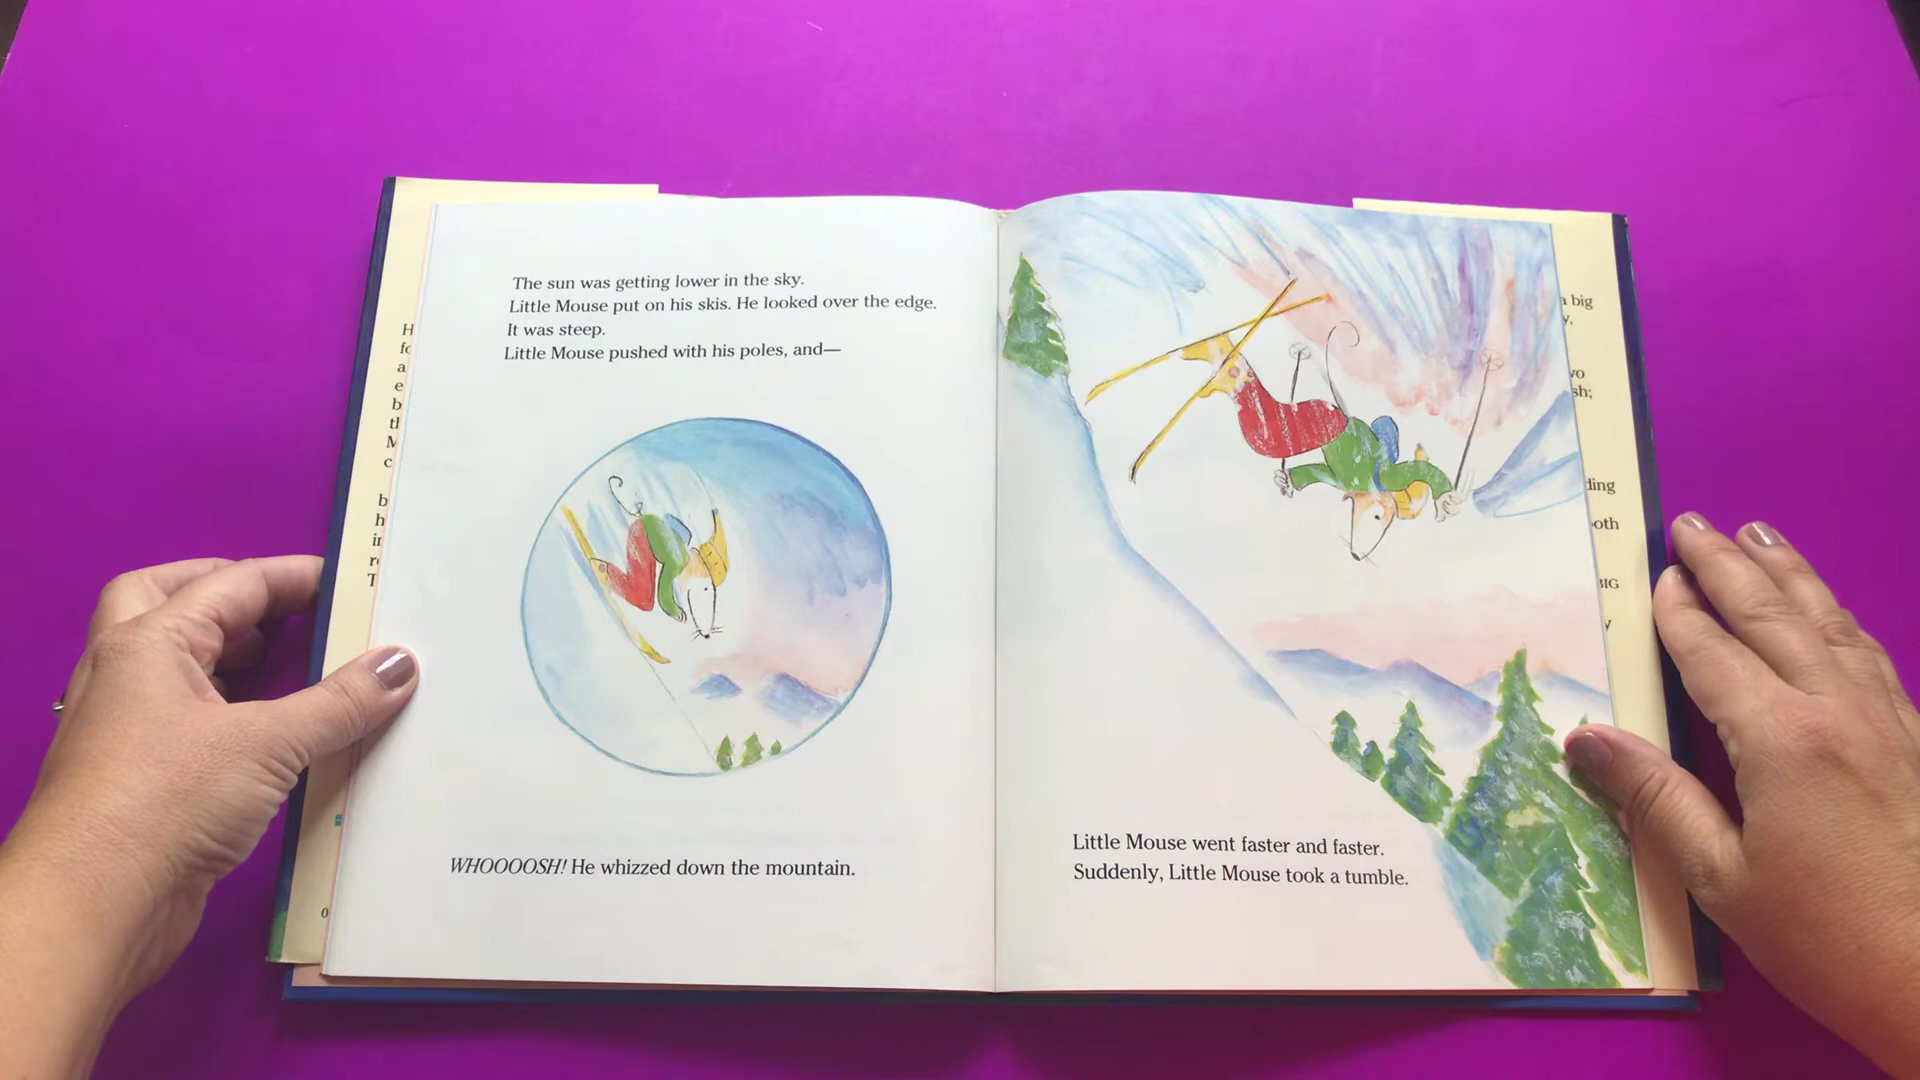 The sun was getting lower in the sky.
Little Mouse put on his skis. He looked over the edge.
It was steep.
Little Mouse pushed with his poles, and—
WHOOOOSH! He whizzed down the mountain.
Little Mouse went faster and faster.
Suddenly, Little Mouse took a tumble.
a big